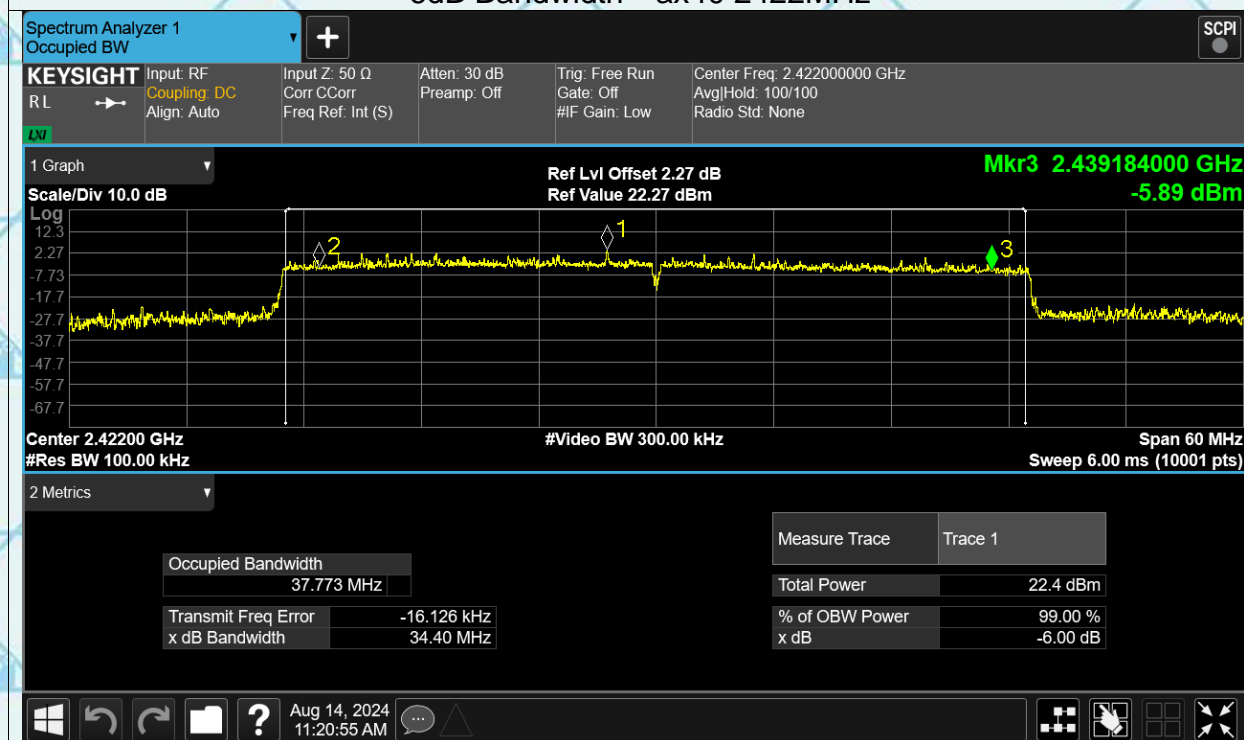 Spectrum Analyzer 1
Occupied BW
+
SCPI
KEYSIGHT
R L
LXI
Input: RF
Coupling: DC
Align: Auto
Input Z: 50 Ω
Corr CCorr
Freq Ref: Int (S)
Atten: 30 dB
Preamp: Off
Trig: Free Run
Gate: Off
#IF Gain: Low
Center Freq: 2.422000000 GHz
Avg|Hold: 100/100
Radio Std: None
1 Graph
Scale/Div 10.0 dB
Ref Lvl Offset 2.27 dB
Ref Value 22.27 dBm
Mkr3 2.439184000 GHz
-5.89 dBm
Log
12.3
2.27
-7.73
-17.7
-27.7
-37.7
-47.7
-57.7
-67.7
2
1
3
Center 2.42200 GHz
#Video BW 300.00 kHz
Span 60 MHz
#Res BW 100.00 kHz
Sweep 6.00 ms (10001 pts)
2 Metrics
Measure Trace Trace 1
Occupied Bandwidth
37.773 MHz
Total Power 22.4 dBm
Transmit Freq Error -16.126 kHz
% of OBW Power 99.00 %
x dB Bandwidth 34.40 MHz
x dB -6.00 dB
?
Aug 14, 2024
11:20:55 AM